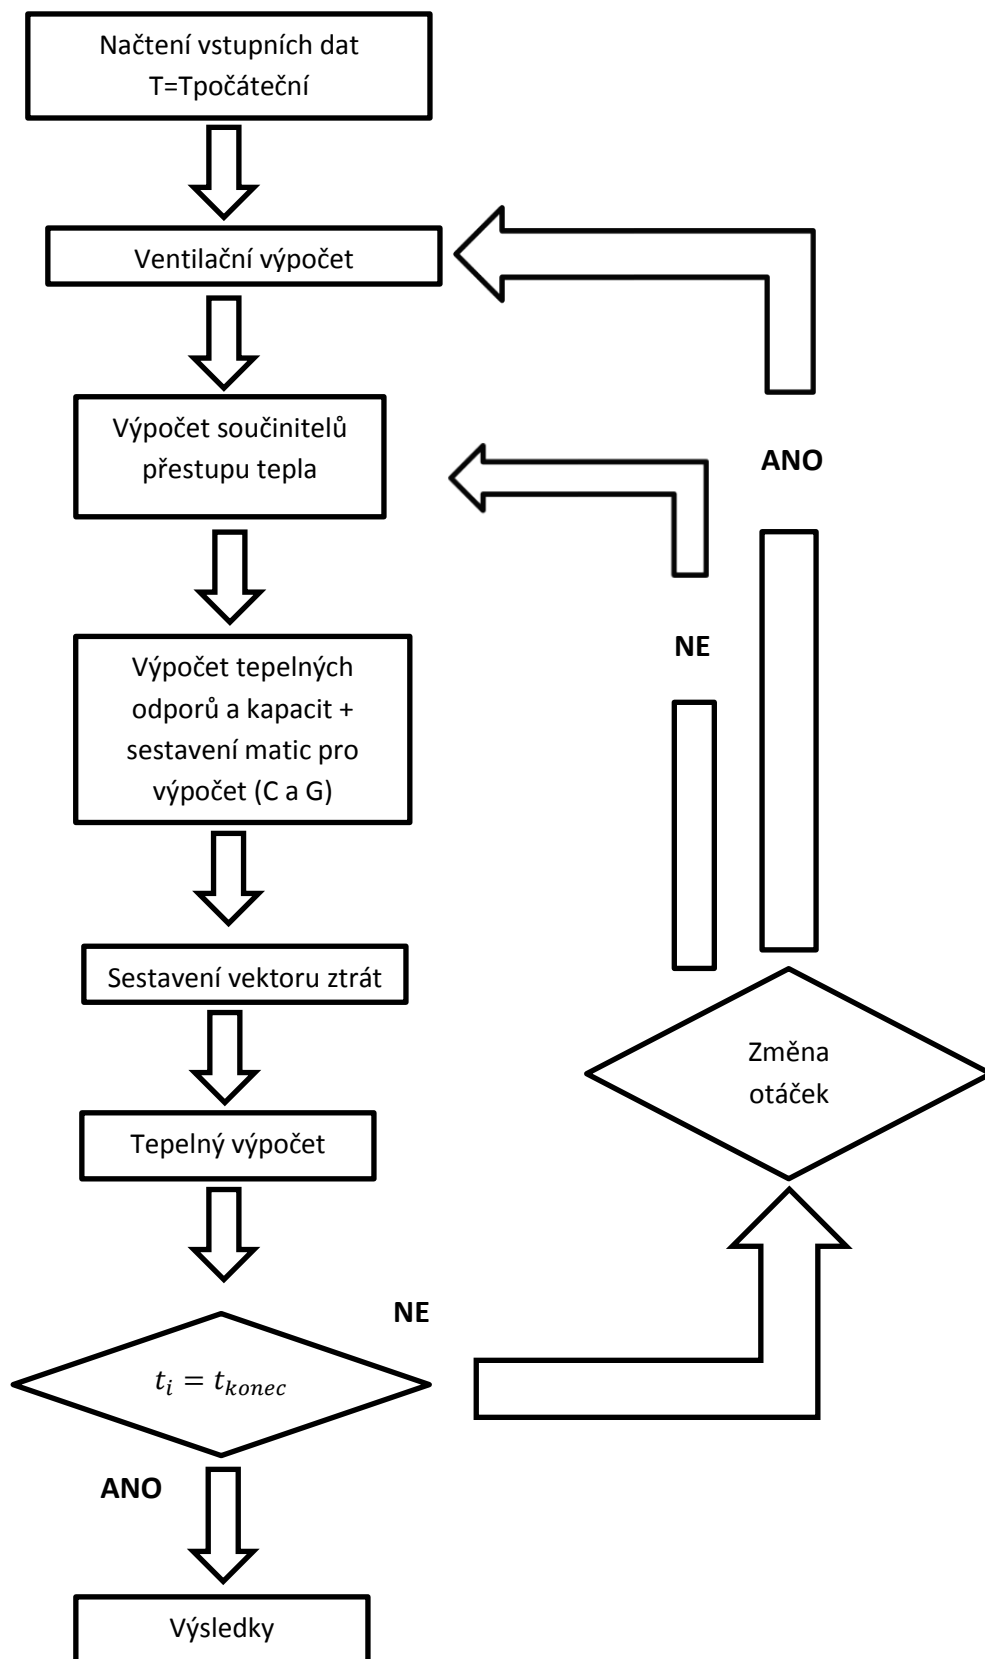 Načtení vstupních dat
T=Tpočáteční
Ventilační výpočet
Výpočet součinitelů
přestupu tepla
ANO
NE
Výpočet tepelných
odporů a kapacit +
sestavení matic pro
výpočet (C a G)
Sestavení vektoru ztrát
Změna
otáček
Tepelný výpočet
NE
t_i = t_konec
ANO
Výsledky